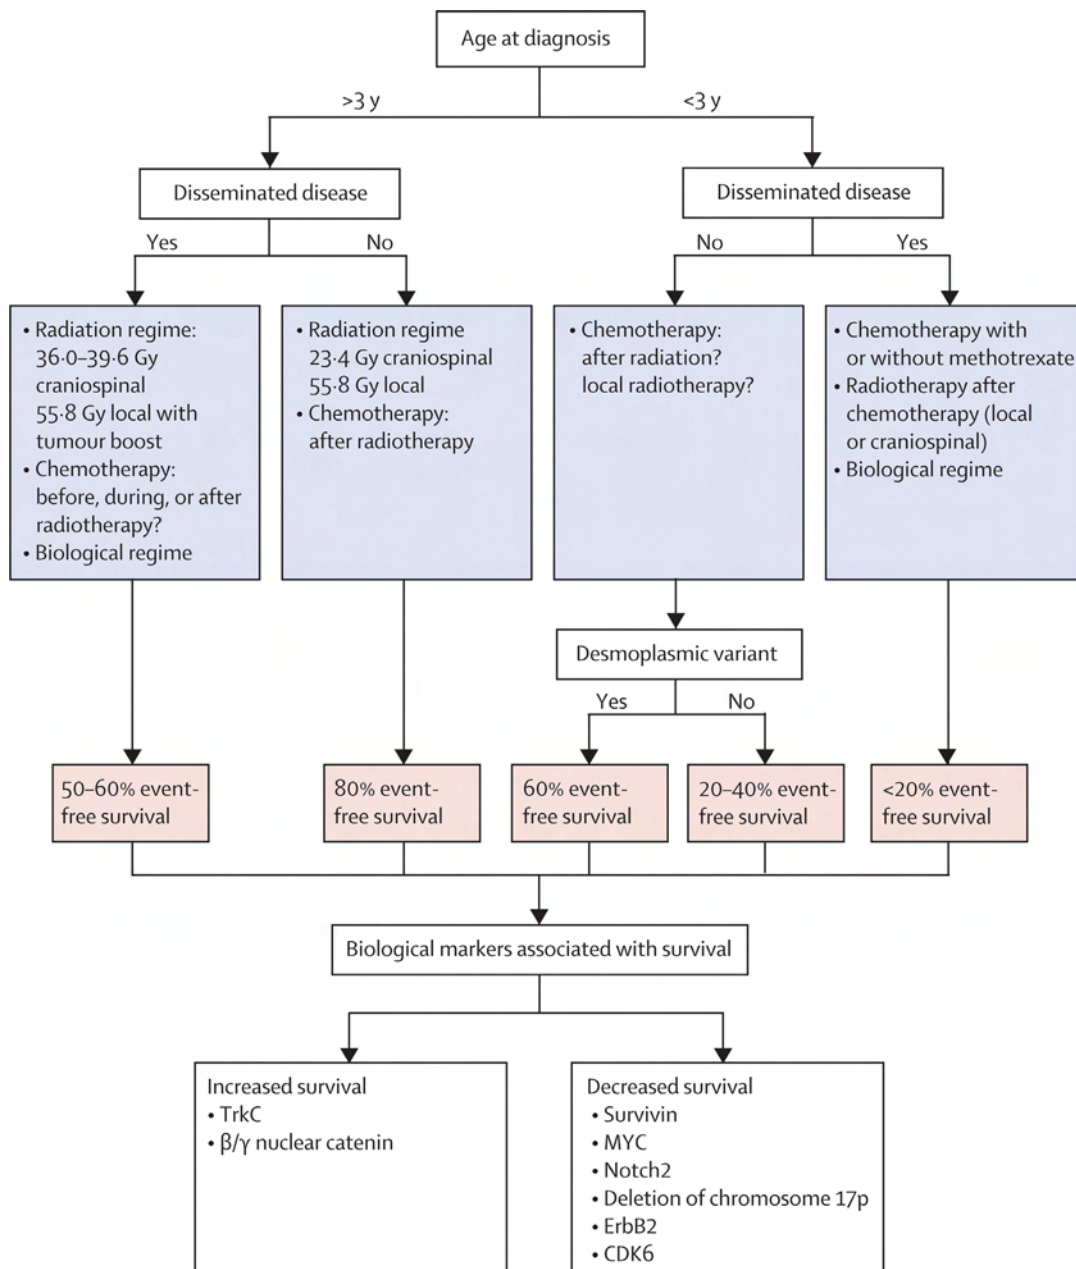 Age at diagnosis
>3 y
<3 y
Disseminated disease
Disseminated disease
Yes
No
No
Yes
• Radiation regime:
36·0–39·6 Gy
craniospinal
55·8 Gy local with
tumour boost
• Chemotherapy:
before, during, or after
radiotherapy?
• Biological regime
• Radiation regime
23·4 Gy craniospinal
55·8 Gy local
• Chemotherapy:
after radiotherapy
• Chemotherapy:
after radiation?
local radiotherapy?
• Chemotherapy with
or without methotrexate
• Radiotherapy after
chemotherapy (local
or craniospinal)
• Biological regime
Desmoplasmic variant
Yes
No
50–60% event-
free survival
80% event-
free survival
60% event-
free survival
20–40% event-
free survival
<20% event-
free survival
Biological markers associated with survival
Increased survival
• TrkC
• β/γ nuclear catenin
Decreased survival
• Survivin
• MYC
• Notch2
• Deletion of chromosome 17p
• ErbB2
• CDK6